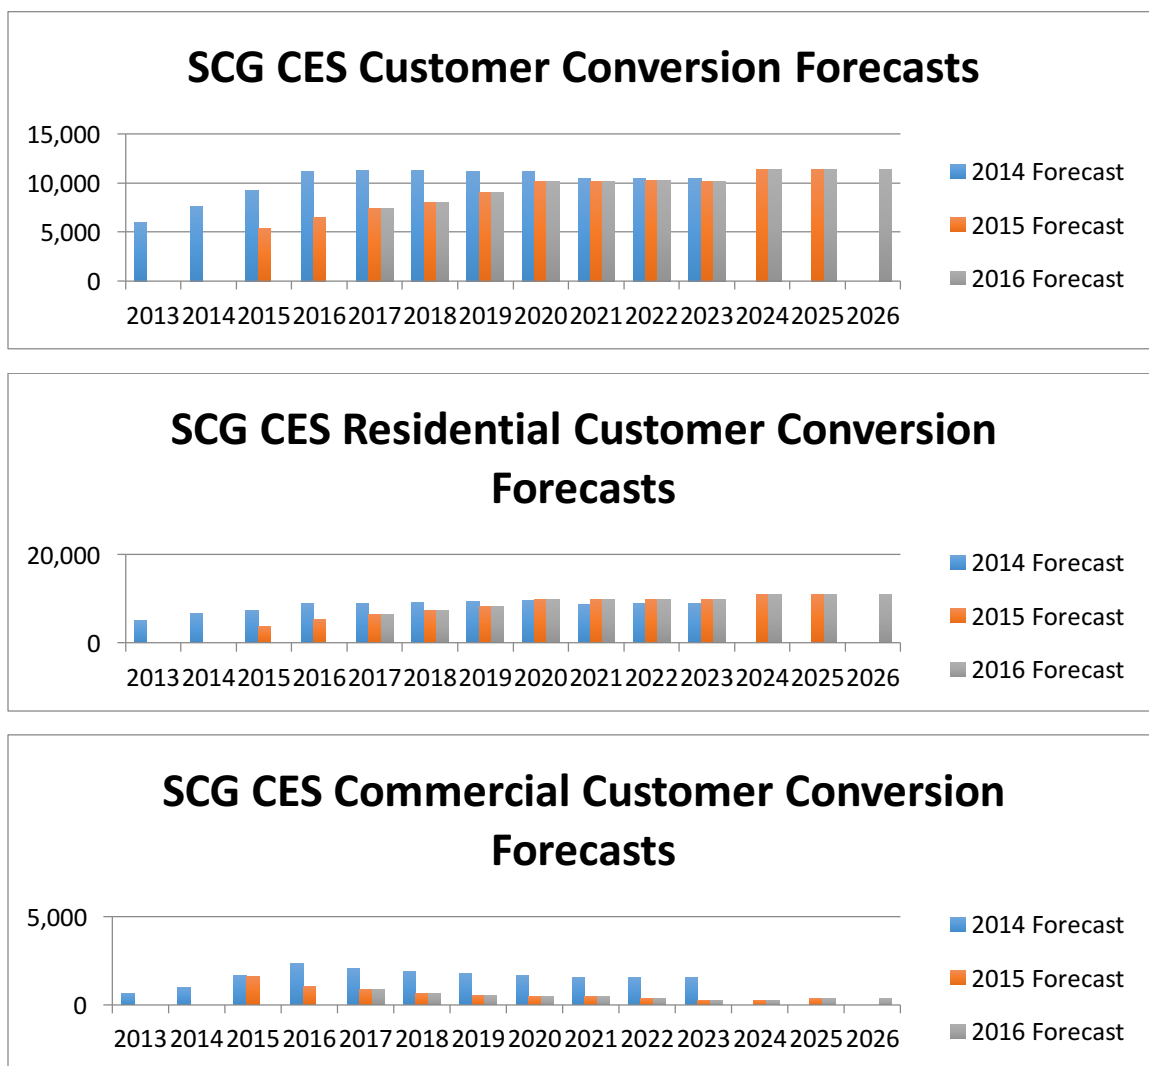 SCG CES Customer Conversion Forecasts
15,000
10,000
5,000
0
2013 2014 2015 2016 2017 2018 2019 2020 2021 2022 2023 2024 2025 2026
2014 Forecast
2015 Forecast
2016 Forecast
SCG CES Residential Customer Conversion
Forecasts
20,000
0
2013 2014 2015 2016 2017 2018 2019 2020 2021 2022 2023 2024 2025 2026
2014 Forecast
2015 Forecast
2016 Forecast
SCG CES Commercial Customer Conversion
Forecasts
5,000
0
2013 2014 2015 2016 2017 2018 2019 2020 2021 2022 2023 2024 2025 2026
2014 Forecast
2015 Forecast
2016 Forecast